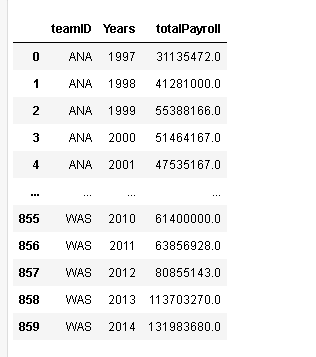 teamID Years totalPayroll
0 ANA 1997 31135472.0
1 ANA 1998 41281000.0
2 ANA 1999 55388166.0
3 ANA 2000 51464167.0
4 ANA 2001 47535167.0
... ... ... ...
855 WAS 2010 61400000.0
856 WAS 2011 63856928.0
857 WAS 2012 80855143.0
858 WAS 2013 113703270.0
859 WAS 2014 131983680.0